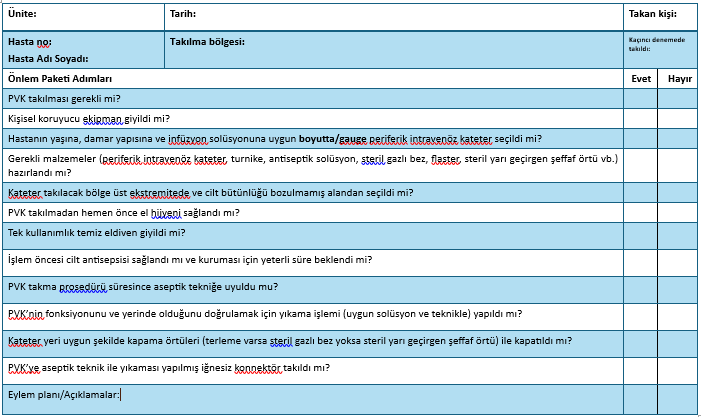 Ünite: Tarih: Takan kişi:
Hasta no: Takılma bölgesi: Kaçıncı denemede
takıldı:
Hasta Adı Soyadı:
Önlem Paketi Adımları Evet Hayır
PVK takılması gerekli mi?
Kişisel koruyucu ekipman giyildi mi?
Hastanın yaşına, damar yapısına ve infüzyon solüsyonuna uygun boyutta/gauge periferik intravenöz kateter seçildi mi?
Gerekli malzemeler (periferik intravenöz kateter, turnike, antiseptik solüsyon, steril gazlı bez, flaster, steril yarı geçirgen şeffaf örtü vb.)
hazırlandı mı?
Kateter takılacak bölge üst ekstremitede ve cilt bütünlüğü bozulmamış alandan seçildi mi?
PVK takılmadan hemen önce el hijyeni sağlandı mı?
Tek kullanımlık temiz eldiven giyildi mi?
İşlem öncesi cilt antisepsisi sağlandı mı ve kuruması için yeterli süre beklendi mi?
PVK takma prosedürü süresince aseptik tekniğe uyuldu mu?
PVK'nin fonksiyonunu ve yerinde olduğunu doğrulamak için yıkama işlemi (uygun solüsyon ve teknikle) yapıldı mı?
Kateter yeri uygun şekilde kapama örtüleri (terleme varsa steril gazlı bez yoksa steril yarı geçirgen şeffaf örtü) ile kapatıldı mı?
PVK'ye aseptik teknik ile yıkaması yapılmış iğnesiz konnektör takıldı mı?
Eylem planı/Açıklamalar: